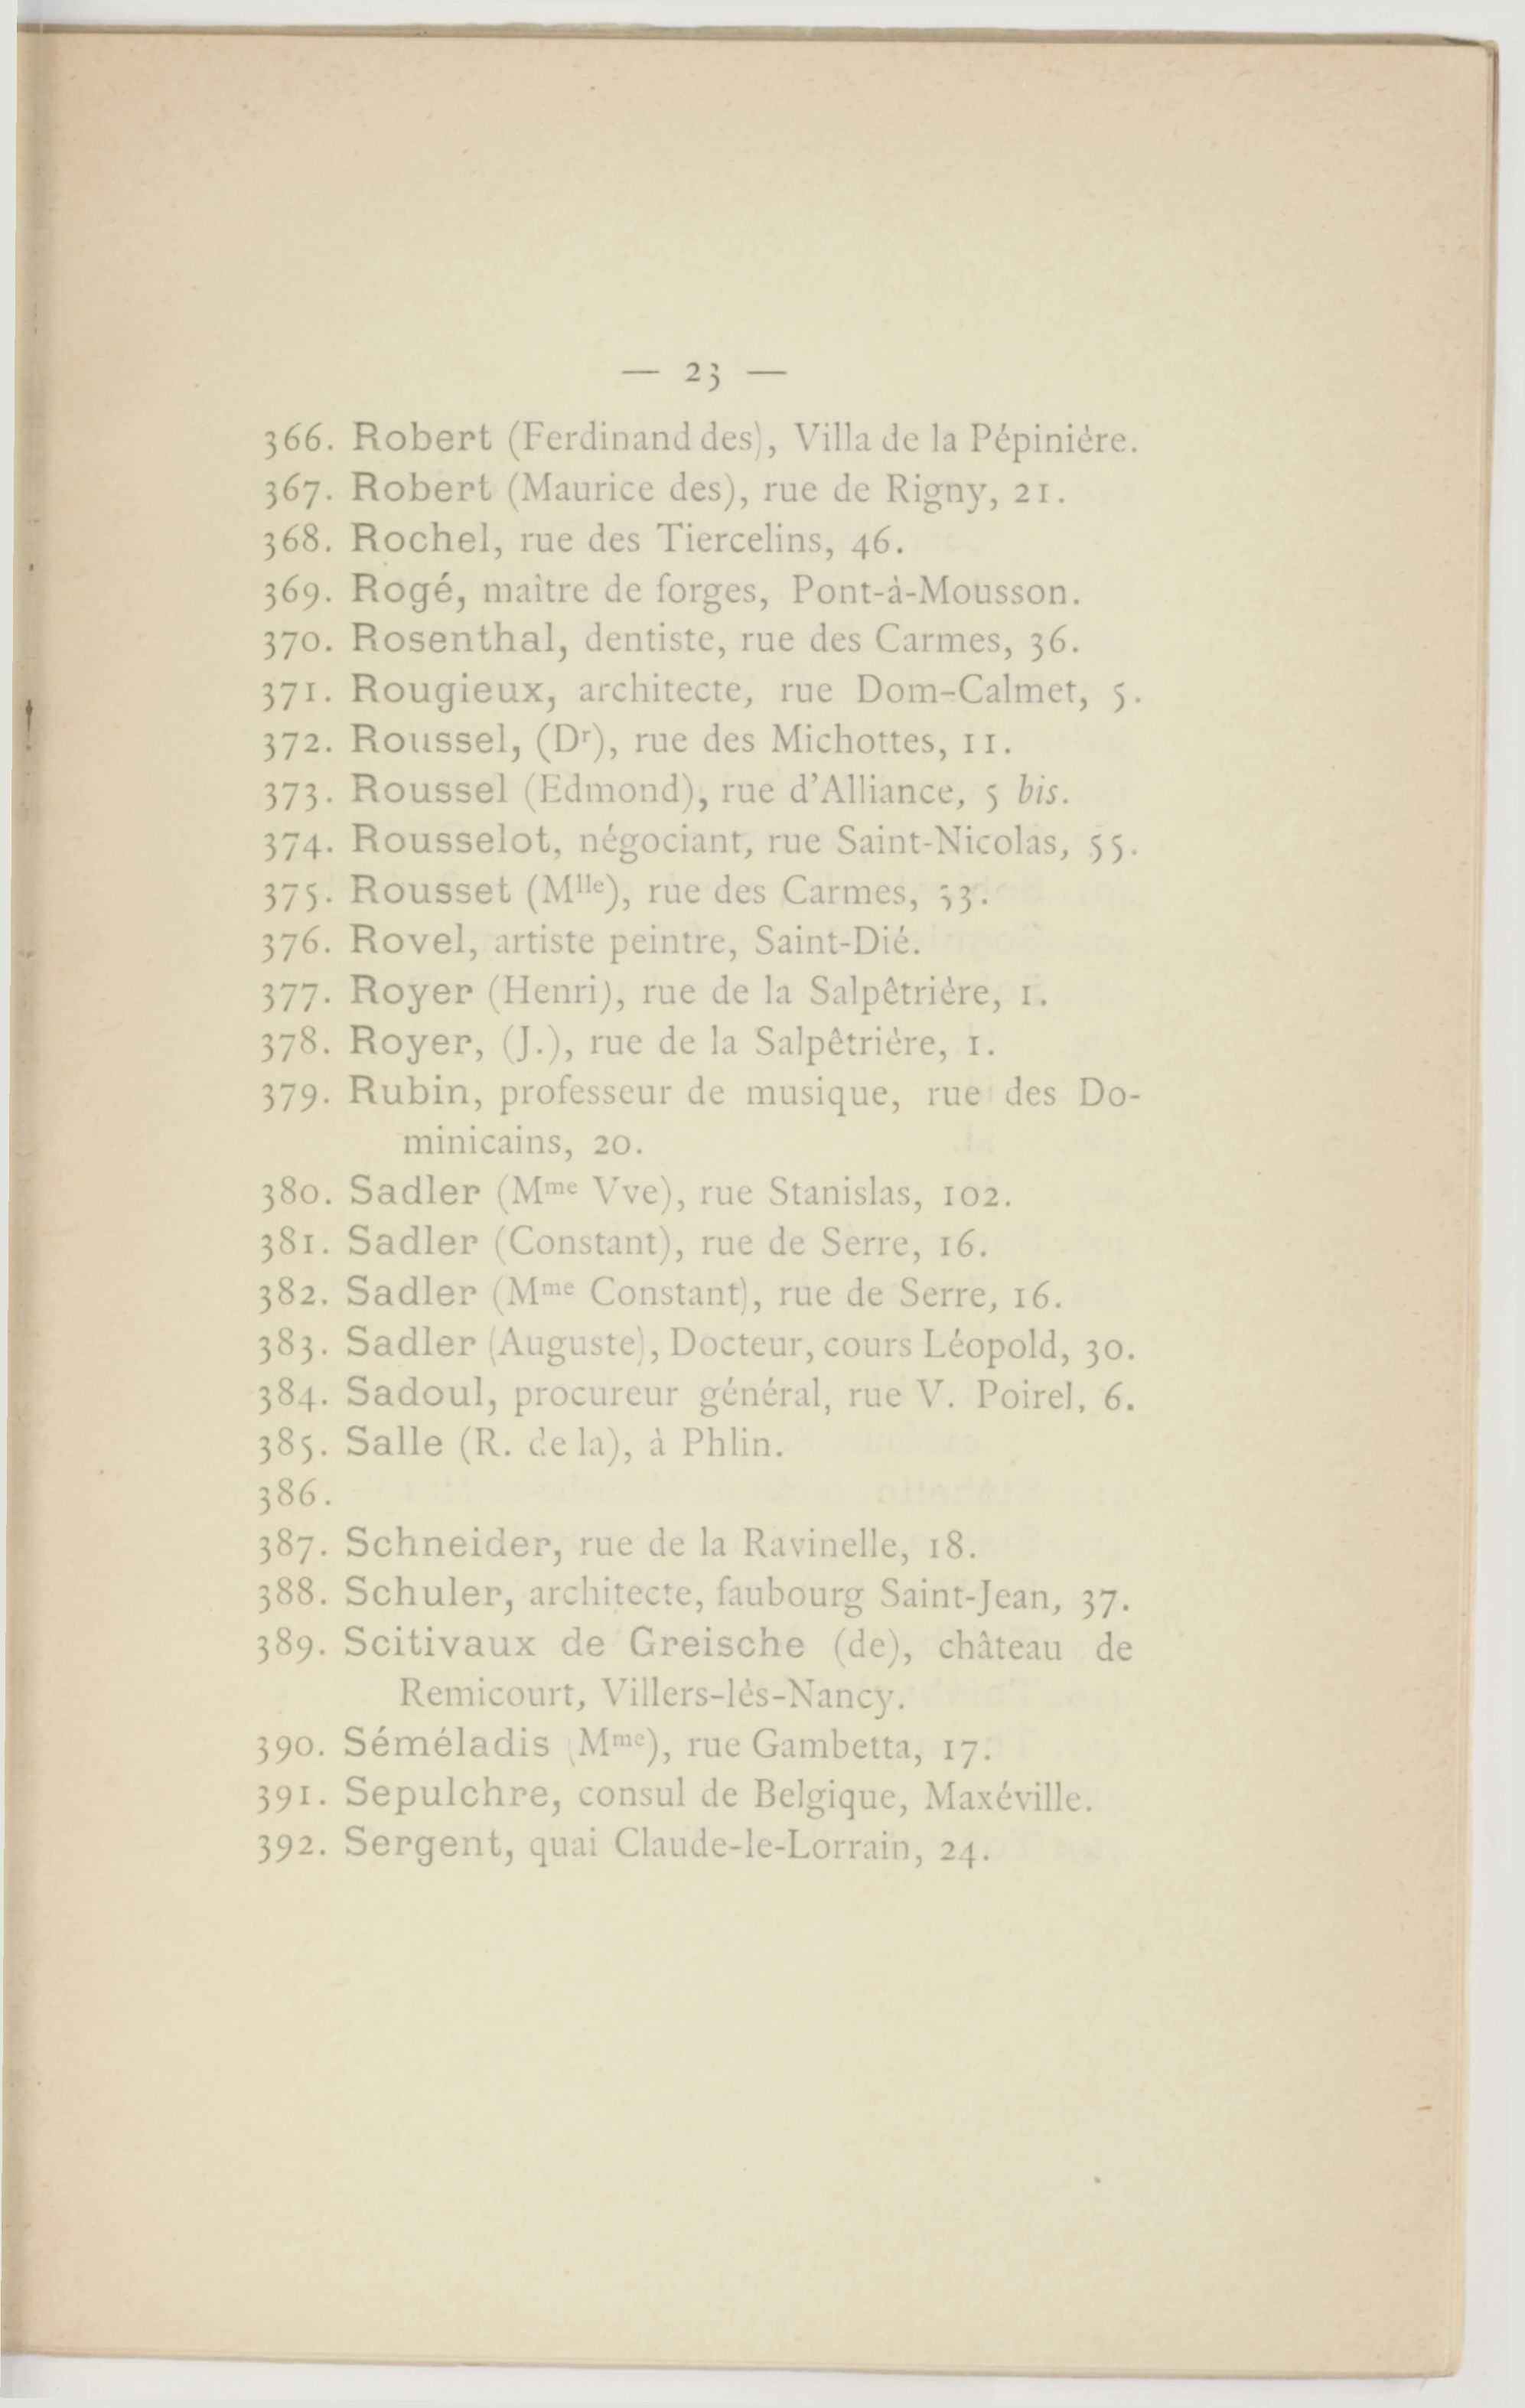 — 23 —
366. Robert (Ferdinand des), Villa de la Pépinière.
367. Robert (Maurice des), rue de Rigny, 21.
368. Rochel, rue des Tiercelins, 46.
369. Rogé, maître de forges, Pont-à-Mousson.
370. Rosenthal, dentiste, rue des Carmes, 36.
371. Rougieux, architecte, rue Dom-Calmet, 5.
372. Roussel, (Dr), rue des Michottes, 11.
373. Roussel (Edmond), rue d'Alliance, 5 bis.
374. Rousselot, négociant, rue Saint-Nicolas, 55.
375. Rousset (Mlle), rue des Carmes, 33.
376. Rovel, artiste peintre, Saint-Dié.
377. Royer (Henri), rue de la Salpêtrière, 1.
378. Royer, (J.), rue de la Salpêtrière, 1.
379. Rubin, professeur de musique, rue des Do-
minicains, 20.
380. Sadler (Mme Vve), rue Stanislas, 102.
381. Sadler (Constant), rue de Serre, 16.
382. Sadler (Mme Constant), rue de Serre, 16.
383. Sadler (Auguste), Docteur, cours Léopold, 30.
384. Sadoul, procureur général, rue V. Poirel, 6.
385. Salle (R. de la), à Phlin.
386.
387. Schneider, rue de la Ravinelle, 18.
388. Schuler, architecte, faubourg Saint-Jean, 37.
389. Scitivaux de Greische (de), château de
Remicourt, Villers-lès-Nancy.
390. Séméladis (Mme), rue Gambetta, 17.
391. Sepulchre, consul de Belgique, Maxéville.
392. Sergent, quai Claude-le-Lorrain, 24.